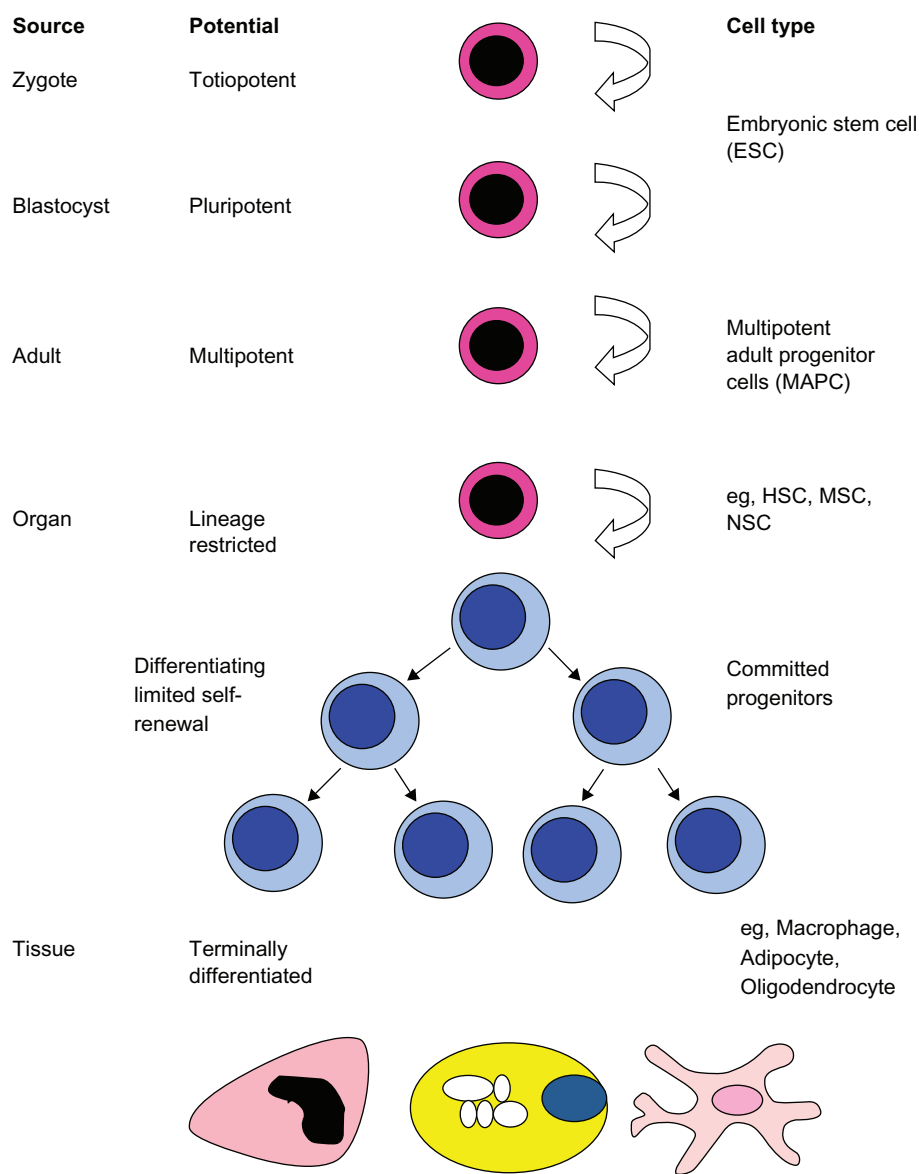 Source Potential Cell type
Zygote Totiopotent
Embryonic stem cell
(ESC)
Blastocyst Pluripotent
Adult Multipotent
Multipotent
adult progenitor
cells (MAPC)
Organ Lineage
restricted
eg, HSC, MSC,
NSC
Differentiating
limited self-
renewal
Committed
progenitors
Tissue Terminally
differentiated
eg, Macrophage,
Adipocyte,
Oligodendrocyte